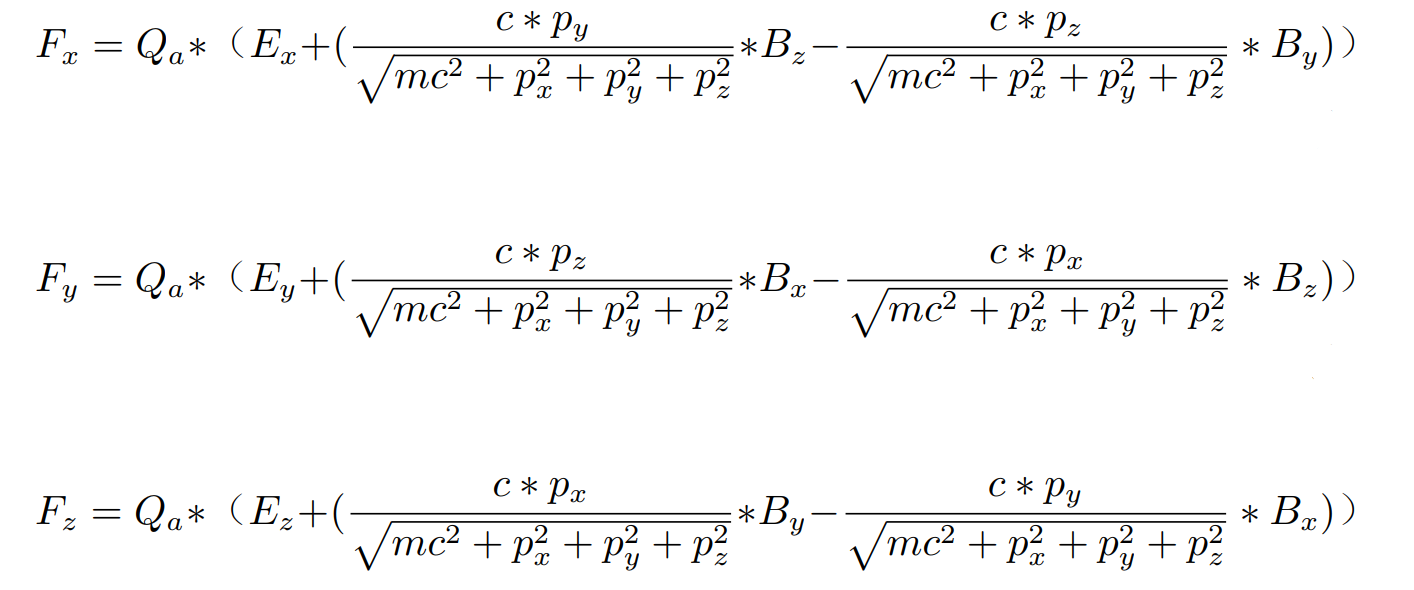 $F_x = Q_a * （E_x + (\frac{c * p_y}{\sqrt{mc^2 + p_x^2 + p_y^2 + p_z^2}} * B_z - \frac{c * p_z}{\sqrt{mc^2 + p_x^2 + p_y^2 + p_z^2}} * B_y)）$
$F_y = Q_a * （E_y + (\frac{c * p_z}{\sqrt{mc^2 + p_x^2 + p_y^2 + p_z^2}} * B_x - \frac{c * p_x}{\sqrt{mc^2 + p_x^2 + p_y^2 + p_z^2}} * B_z)）$
$F_z = Q_a * （E_z + (\frac{c * p_x}{\sqrt{mc^2 + p_x^2 + p_y^2 + p_z^2}} * B_y - \frac{c * p_y}{\sqrt{mc^2 + p_x^2 + p_y^2 + p_z^2}} * B_x)）$